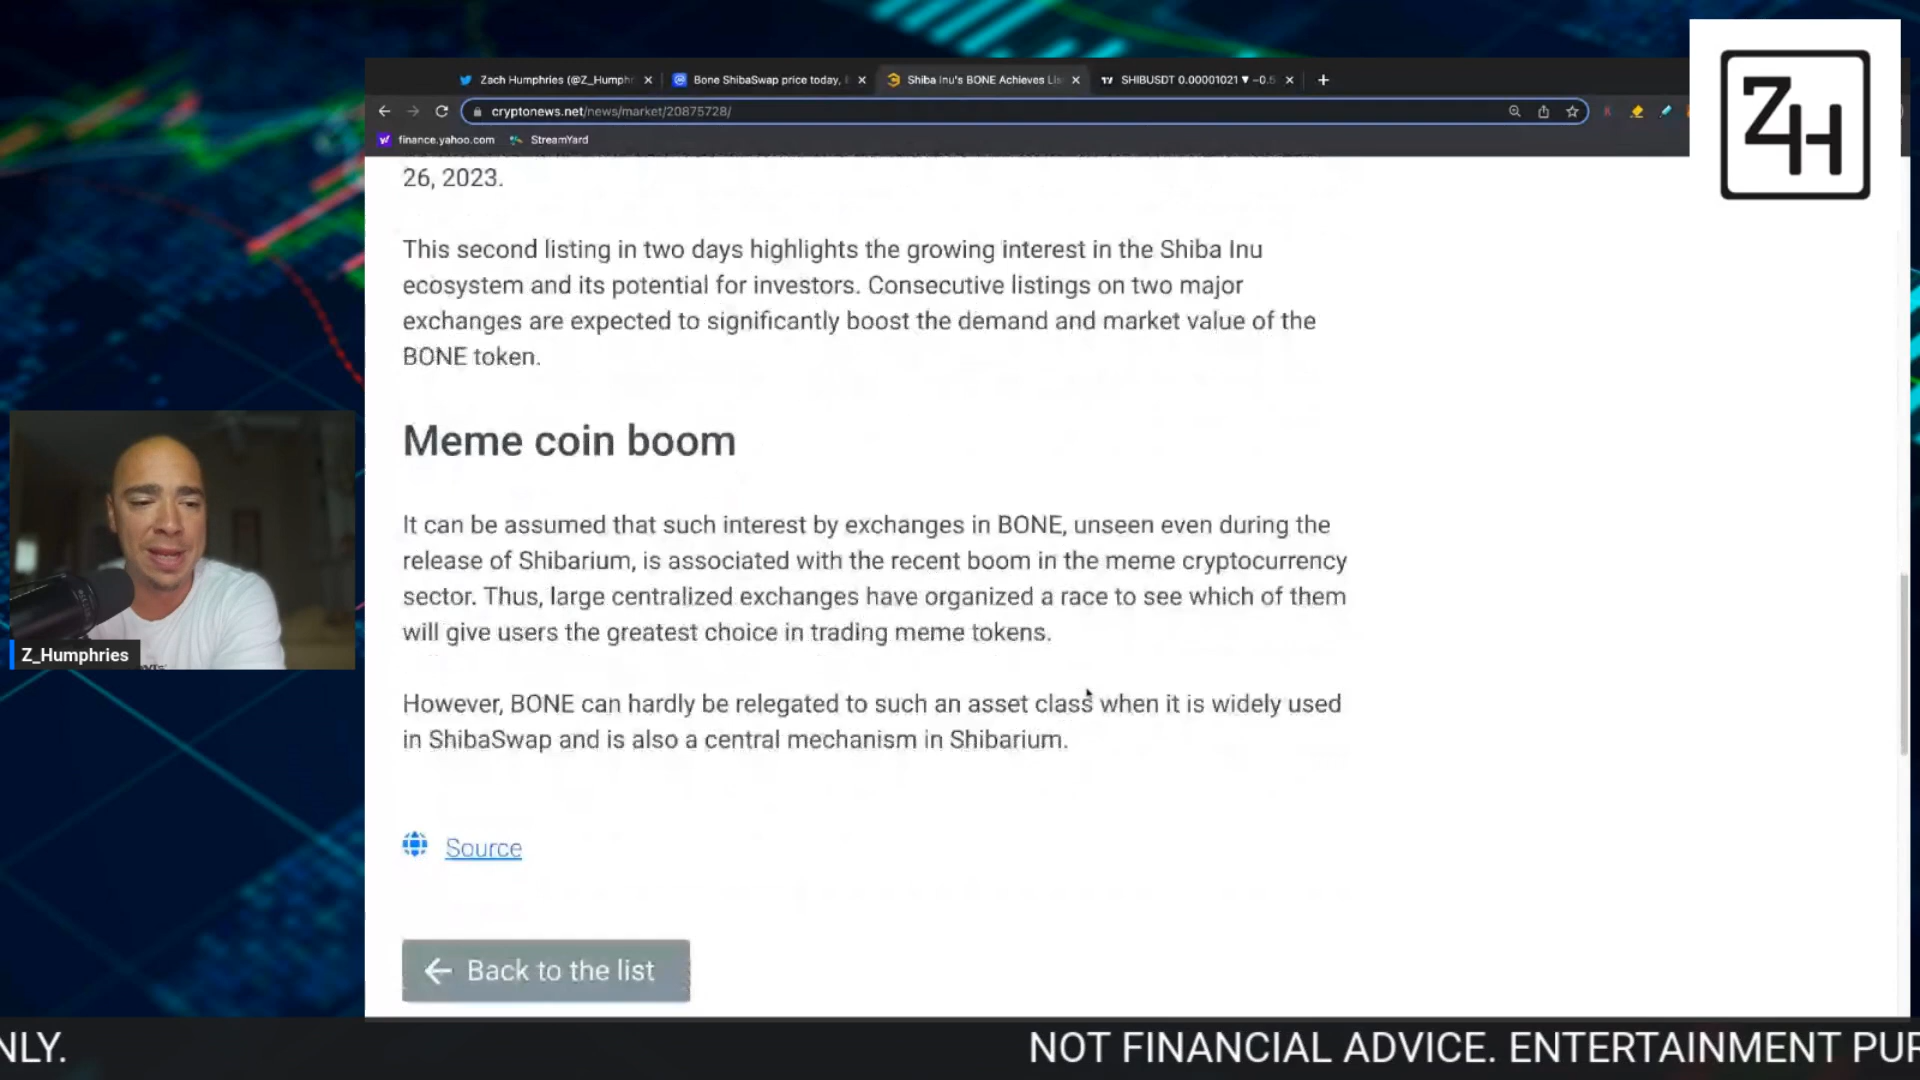 ZH
Zach Humphries (@Z_Humphr
Bone ShibaSwap price today,
Shiba Inu's BONE Achieves Lis
SHIBUSDT 0.00001021 ▼ −0.5
cryptonews.net/news/market/20875728/
finance.yahoo.com
StreamYard
26, 2023.
This second listing in two days highlights the growing interest in the Shiba Inu
ecosystem and its potential for investors. Consecutive listings on two major
exchanges are expected to significantly boost the demand and market value of the
BONE token.
Meme coin boom
It can be assumed that such interest by exchanges in BONE, unseen even during the
release of Shibarium, is associated with the recent boom in the meme cryptocurrency
sector. Thus, large centralized exchanges have organized a race to see which of them
will give users the greatest choice in trading meme tokens.
However, BONE can hardly be relegated to such an asset class when it is widely used
in ShibaSwap and is also a central mechanism in Shibarium.
Source
Back to the list
Z_Humphries
NLY.
NOT FINANCIAL ADVICE. ENTERTAINMENT PUR